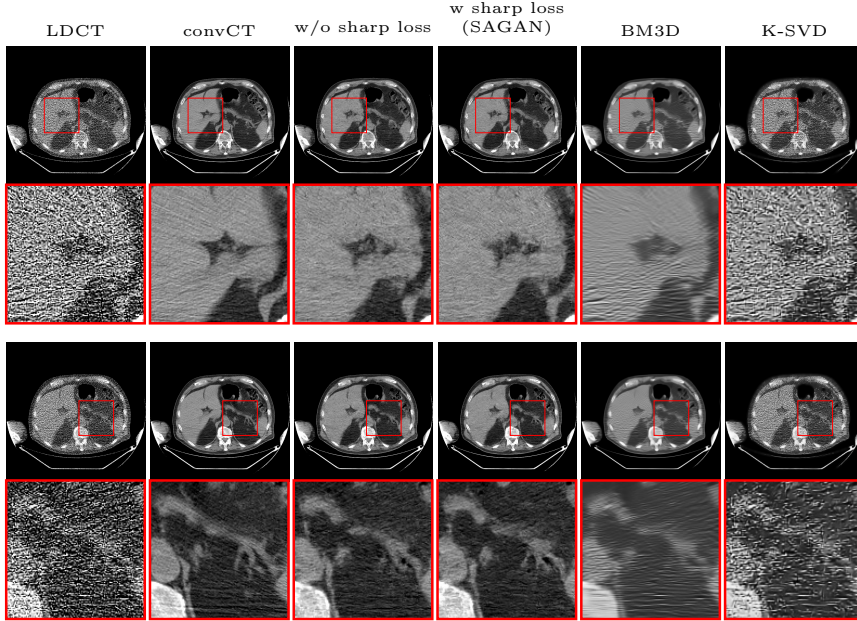 LDCT
convCT
w/o sharp loss
w sharp loss
(SAGAN)
BM3D
K-SVD